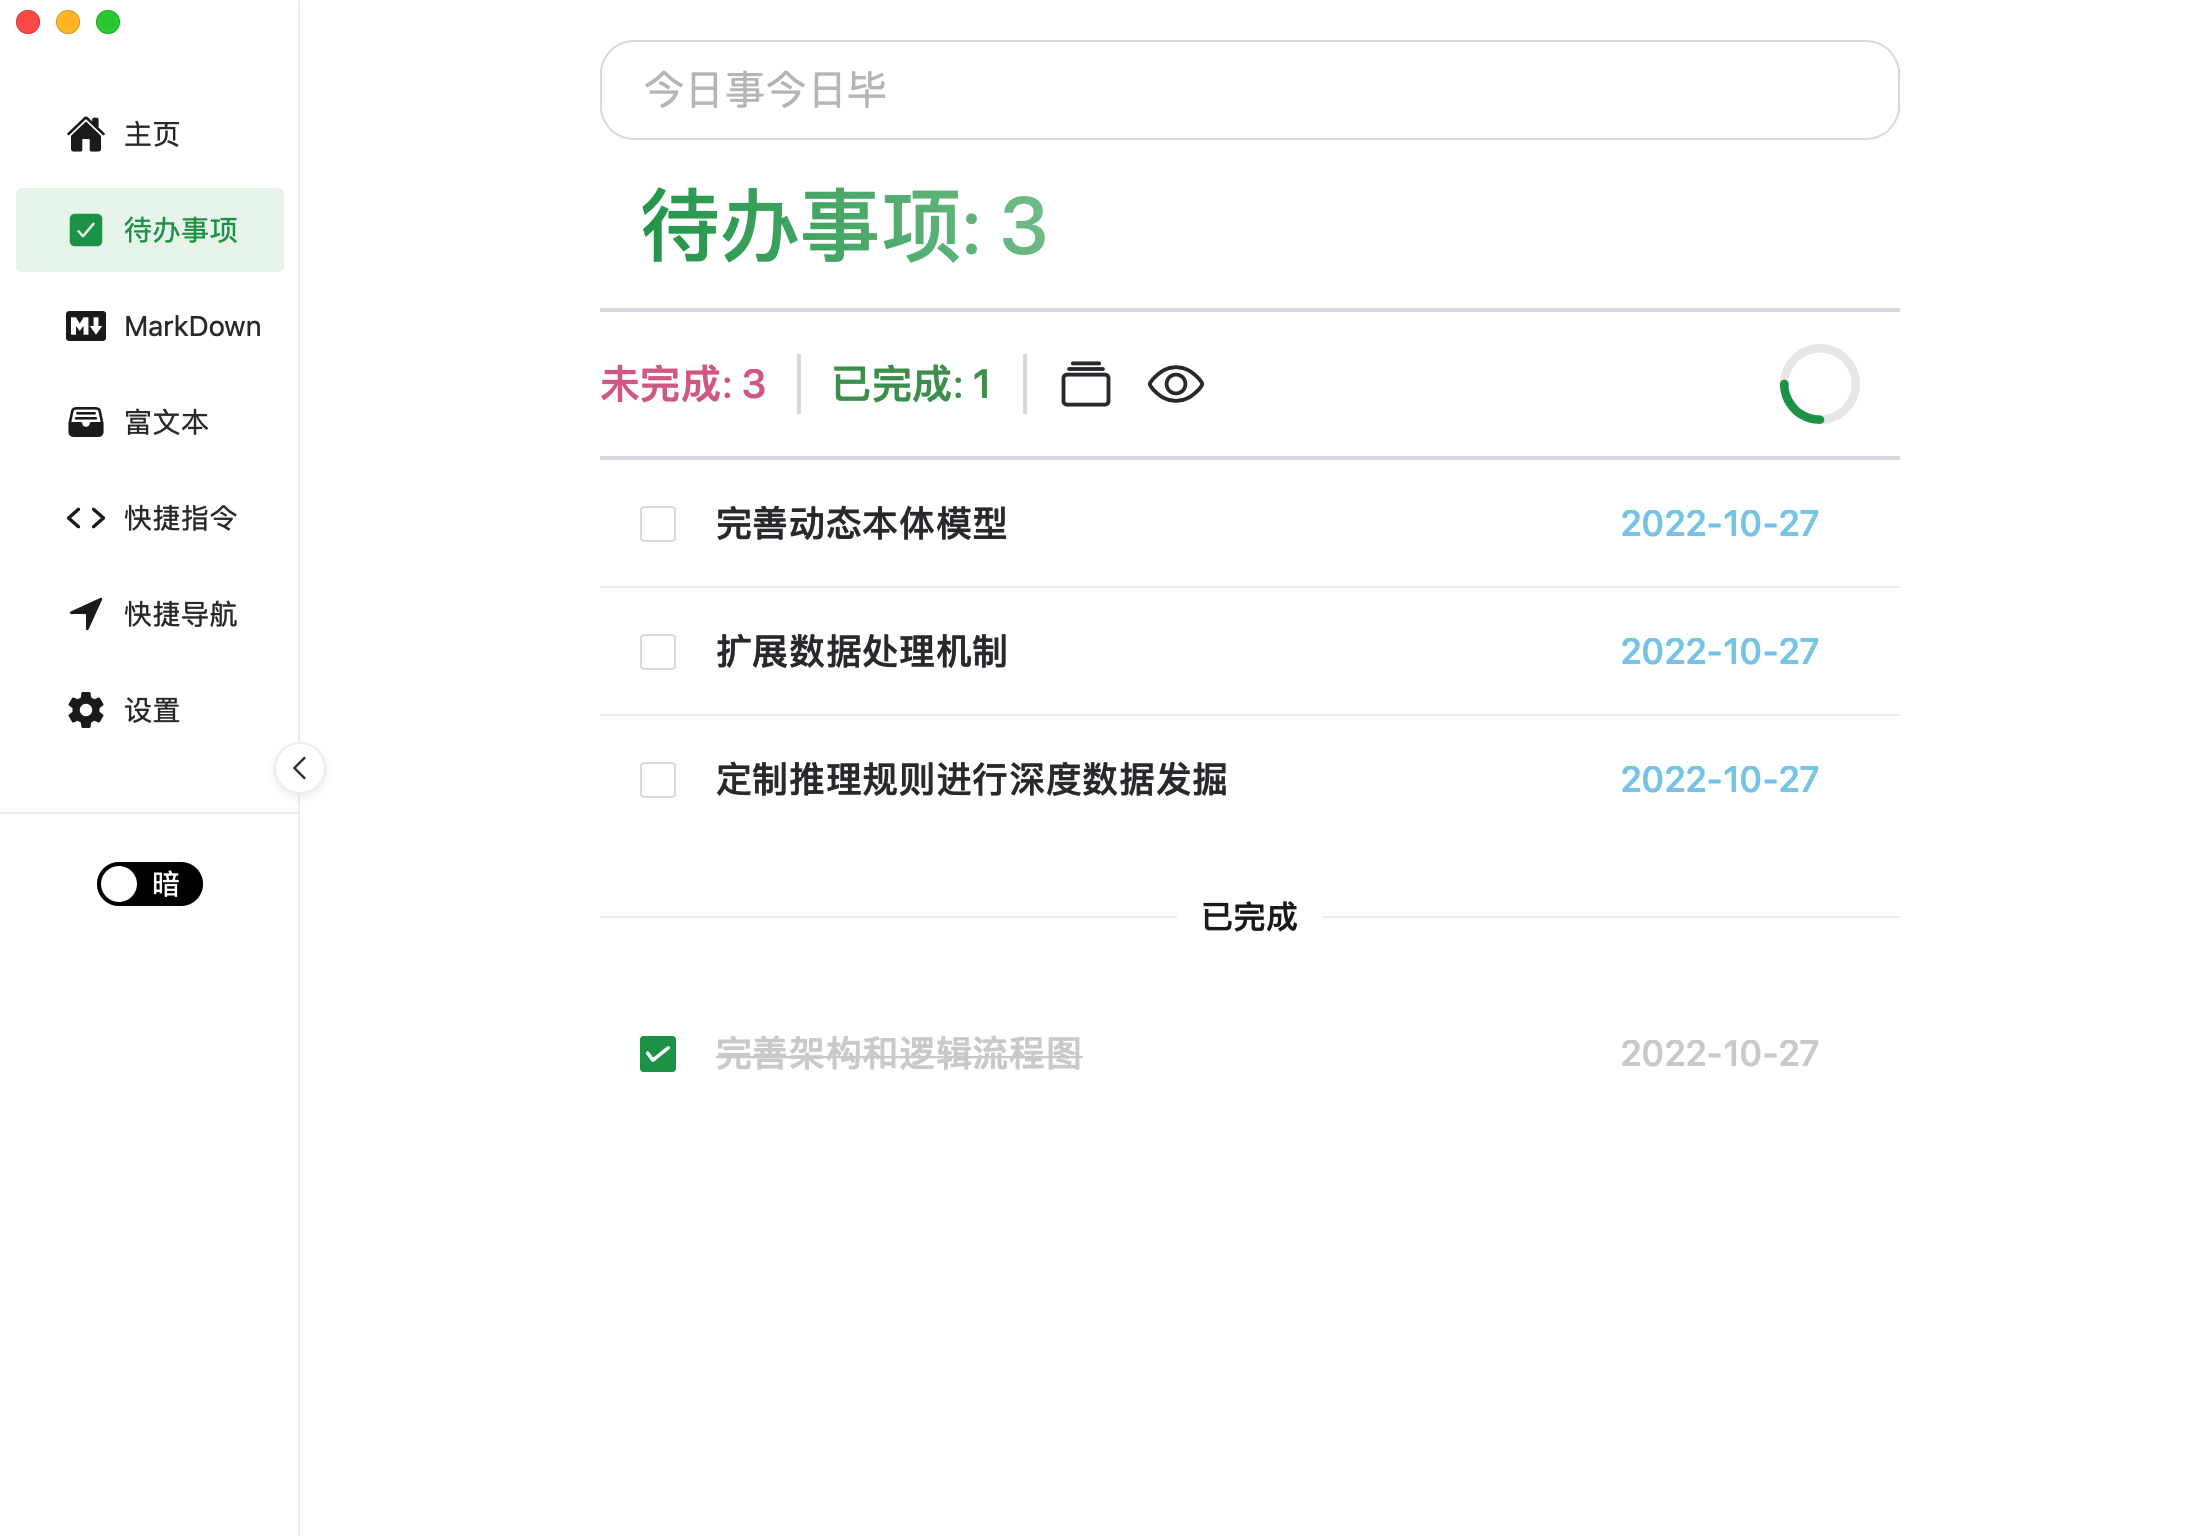 主页
待办事项
MarkDown
富文本
快捷指令
快捷导航
设置
暗
今日事今日毕
待办事项: 3
未完成: 3 已完成: 1
完善动态本体模型 2022-10-27
扩展数据处理机制 2022-10-27
定制推理规则进行深度数据发掘 2022-10-27
已完成
完善架构和逻辑流程图 2022-10-27